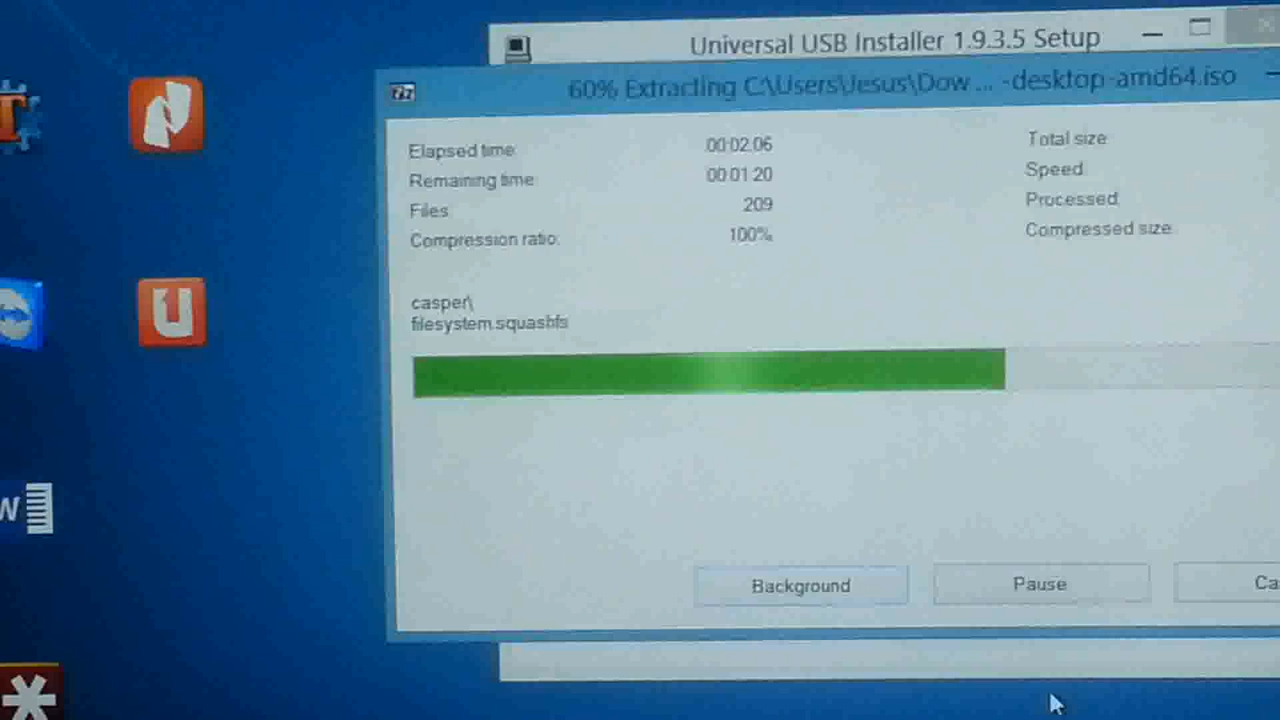 Universal USB Installer 1.9.3.5 Setup
60% Extracting C:\Users\Jesus\Dow ... -desktop-amd64.iso
Elapsed time: 00:02:06 Total size
Remaining time: 00:01:20 Speed
Files 209 Processed
Compression ratio: 100% Compressed size
casper\
filesystem.squashfs
Background Pause Ca
W
U